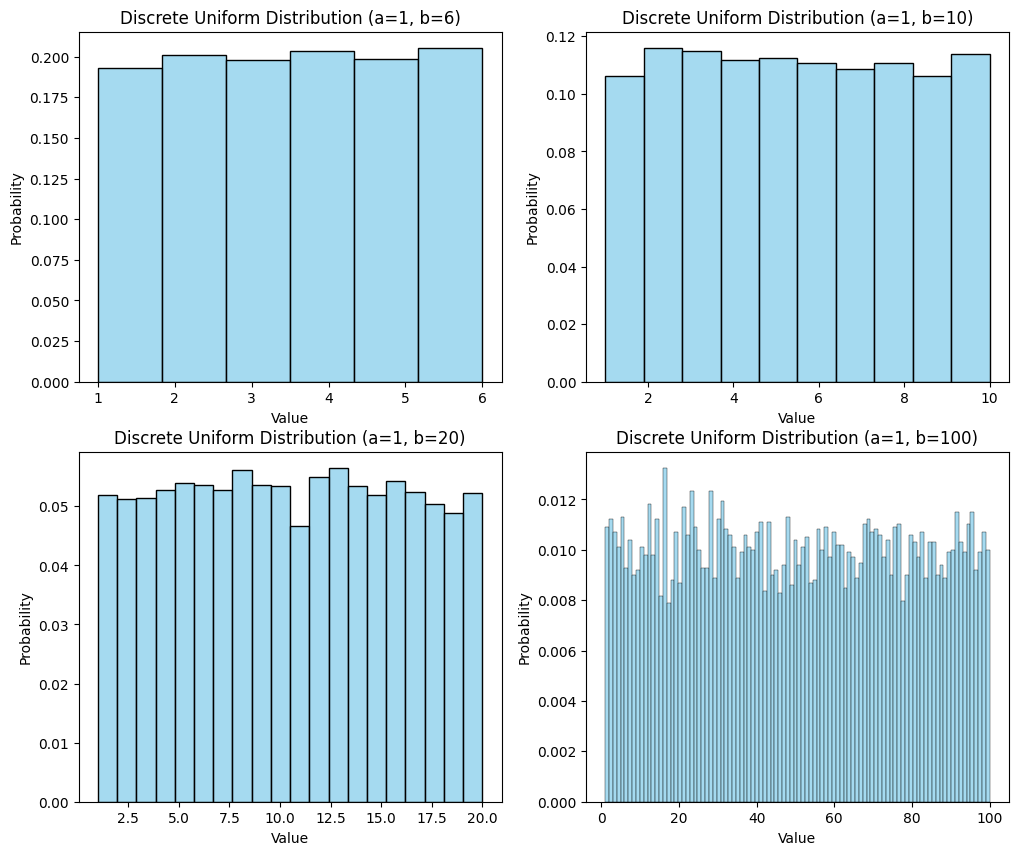 Discrete Uniform Distribution (a=1, b=6)
0.200
0.175
0.150
0.125
0.100
0.075
0.050
0.025
0.000
Probability
1 2 3 4 5 6
Value
Discrete Uniform Distribution (a=1, b=10)
0.12
0.10
0.08
0.06
0.04
0.02
0.00
Probability
2 4 6 8 10
Value
Discrete Uniform Distribution (a=1, b=20)
0.05
0.04
0.03
0.02
0.01
0.00
Probability
2.5 5.0 7.5 10.0 12.5 15.0 17.5 20.0
Value
Discrete Uniform Distribution (a=1, b=100)
0.012
0.010
0.008
0.006
0.004
0.002
0.000
Probability
0 20 40 60 80 100
Value